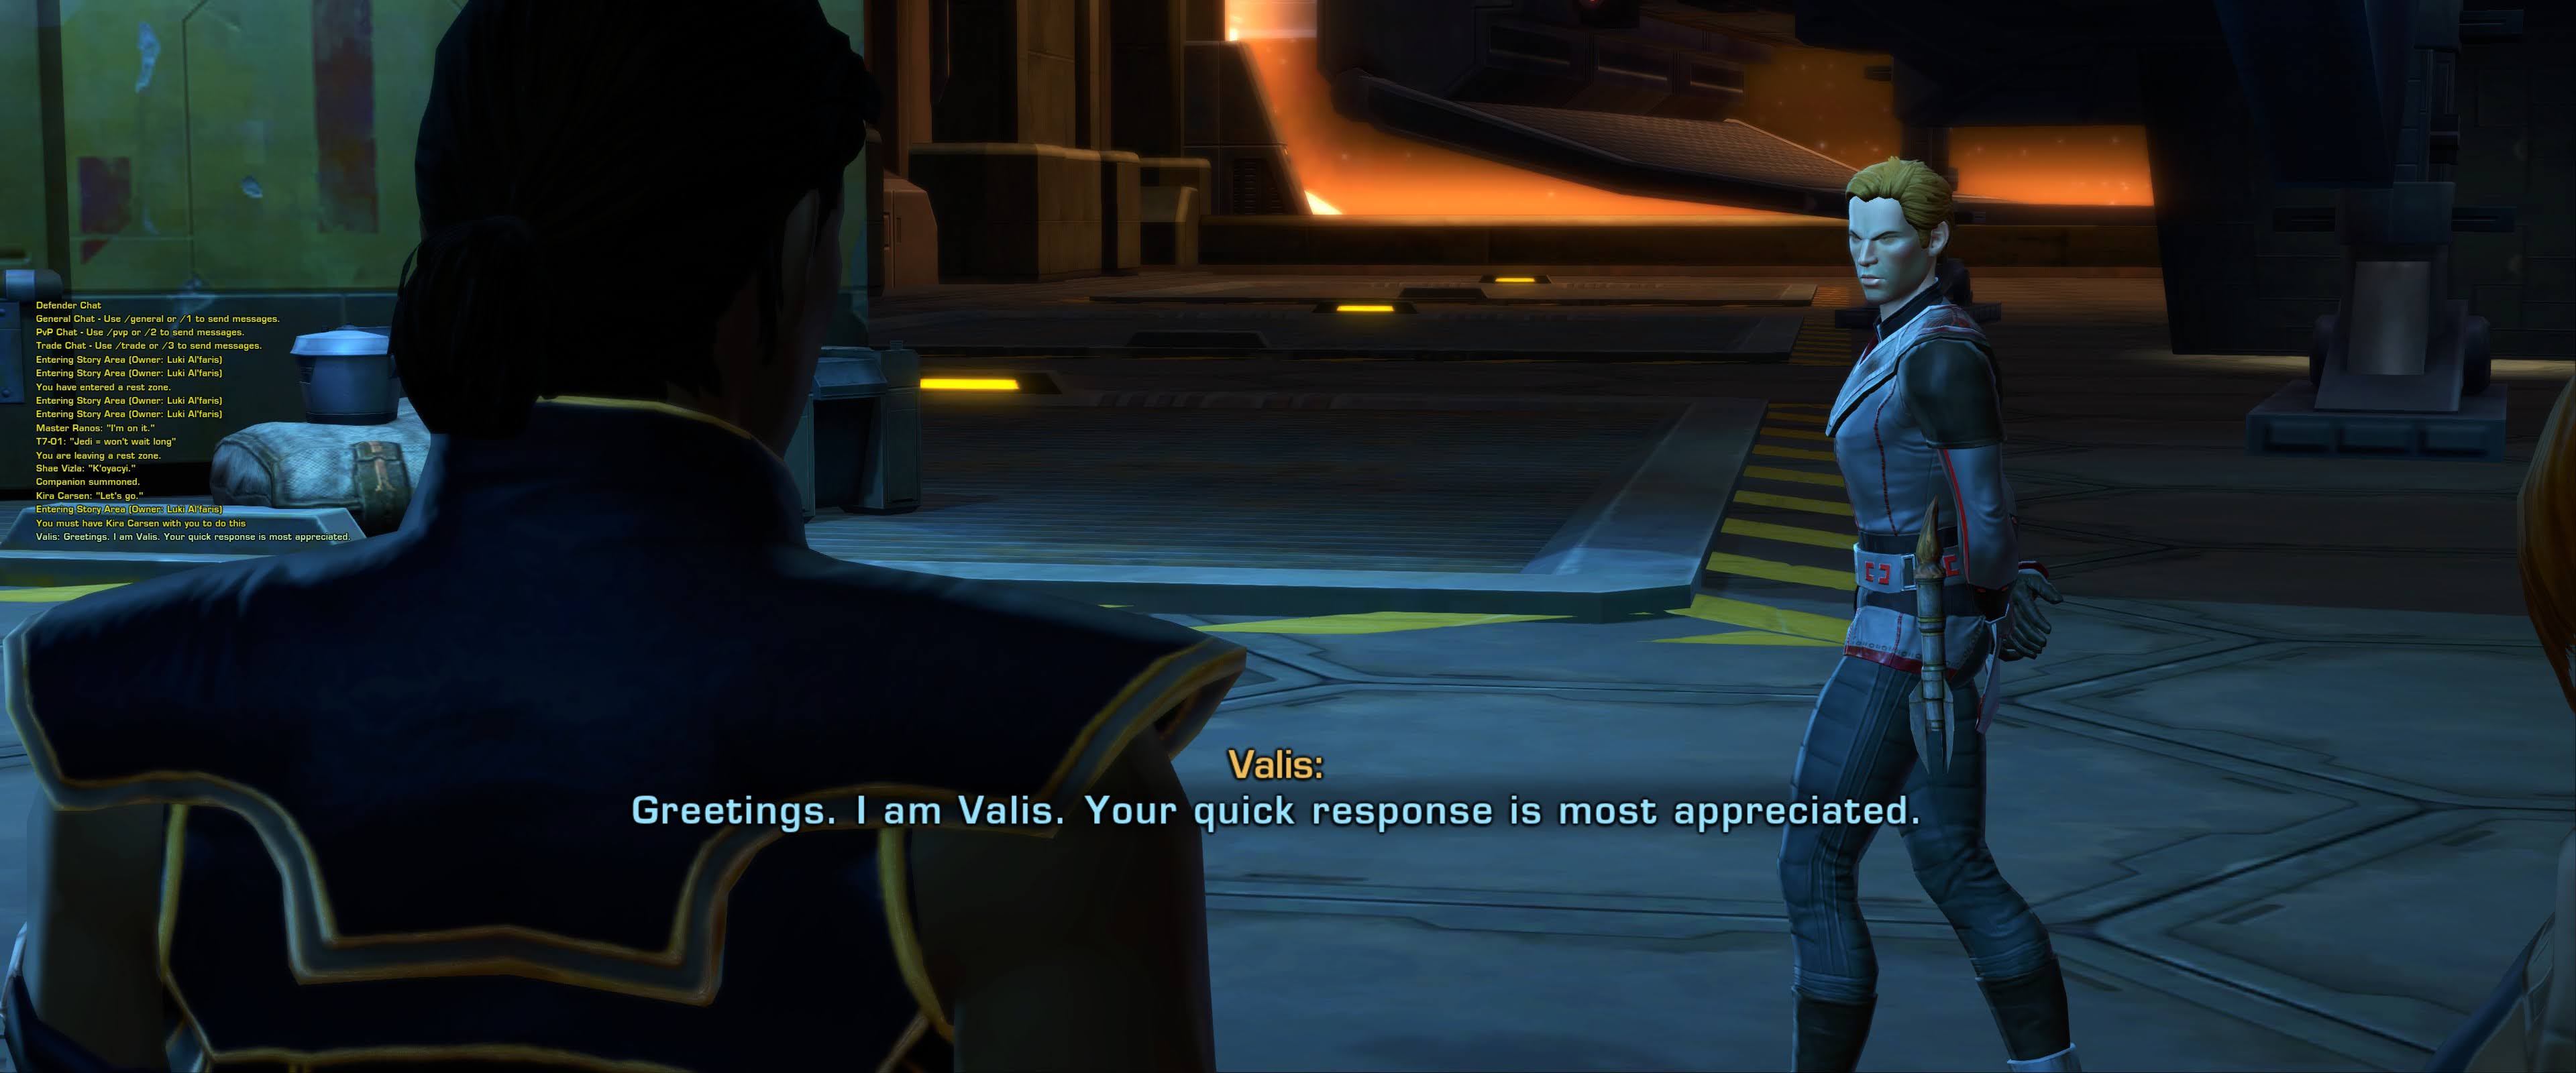 Defender Chat
General Chat - Use /general or /1 to send messages.
PvP Chat - Use /pvp or /2 to send messages.
Trade Chat - Use /trade or /3 to send messages.
Entering Story Area (Owner: Luki Al'faris)
Entering Story Area (Owner: Luki Al'faris)
You have entered a rest zone.
Entering Story Area (Owner: Luki Al'faris)
Entering Story Area (Owner: Luki Al'faris)
Master Ranos: "I'm on it."
T7-O1: "Jedi = won't wait long"
You are leaving a rest zone.
Shae Vizla: "K'oyacyi."
Companion summoned.
Kira Carsen: "Let's go."
Entering Story Area (Owner: Luki Al'faris)
You must have Kira Carsen with you to do this
Valis: Greetings. I am Valis. Your quick response is most appreciated.
Valis:
Greetings. I am Valis. Your quick response is most appreciated.